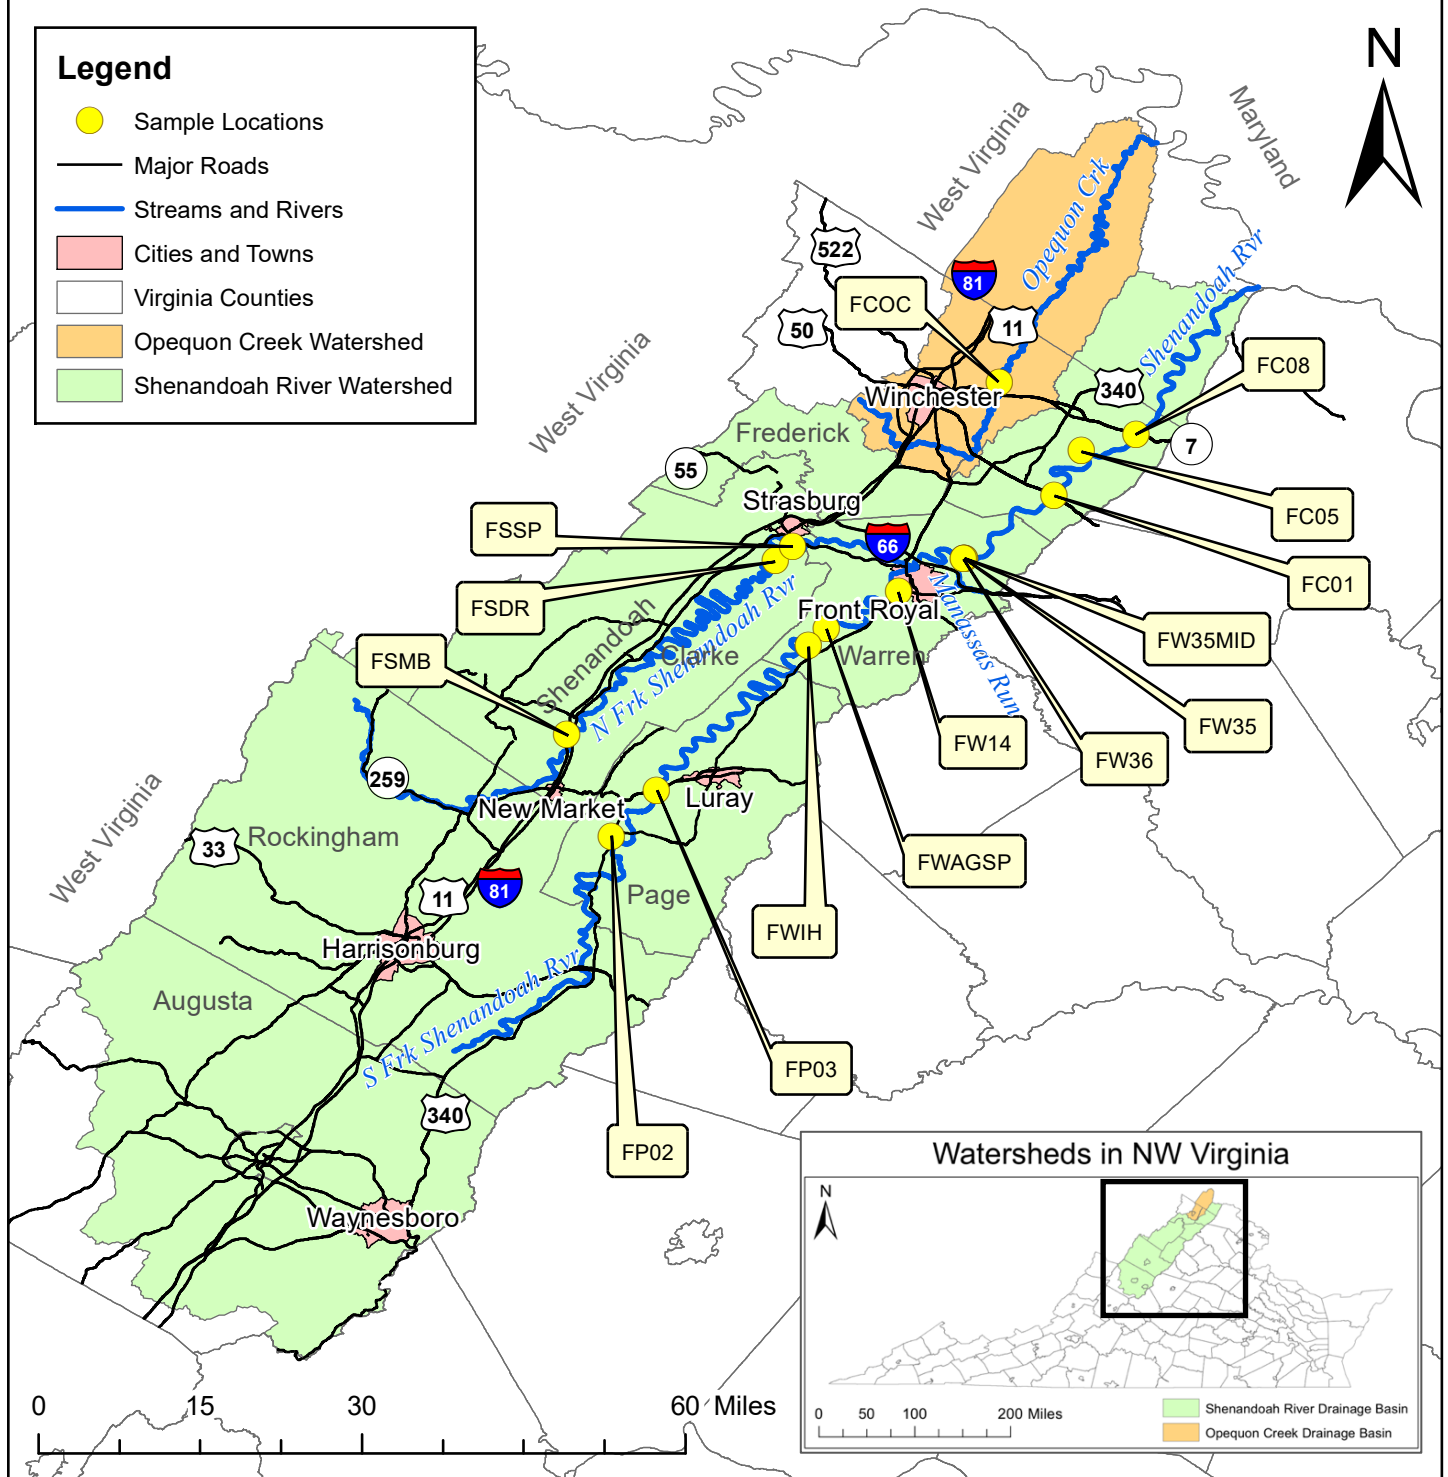 Legend
Sample Locations
Major Roads
Streams and Rivers
Cities and Towns
Virginia Counties
Opequon Creek Watershed
Shenandoah River Watershed
N
West Virginia
Maryland
Opequon Crk
Shenandoah Rvr
522
81
FCOC
50
11
FC08
340
West Virginia
Winchester
Frederick
7
55
Strasburg
FSSP
FC05
66
FC01
FSDR
Manassas Run
Front Royal
FW35MID
Shenandoah
N Frk Shenandoah Rvr
Clarke
Warren
FSMB
FW35
FW14
FW36
259
West Virginia
New Market
Luray
Rockingham
33
FWAGSP
11
81
Page
FWIH
Harrisonburg
Augusta
S Frk Shenandoah Rvr
FP03
340
FP02
Waynesboro
Watersheds in NW Virginia
N
0 50 100 200 Miles
Shenandoah River Drainage Basin
Opequon Creek Drainage Basin
0 15 30 60 Miles